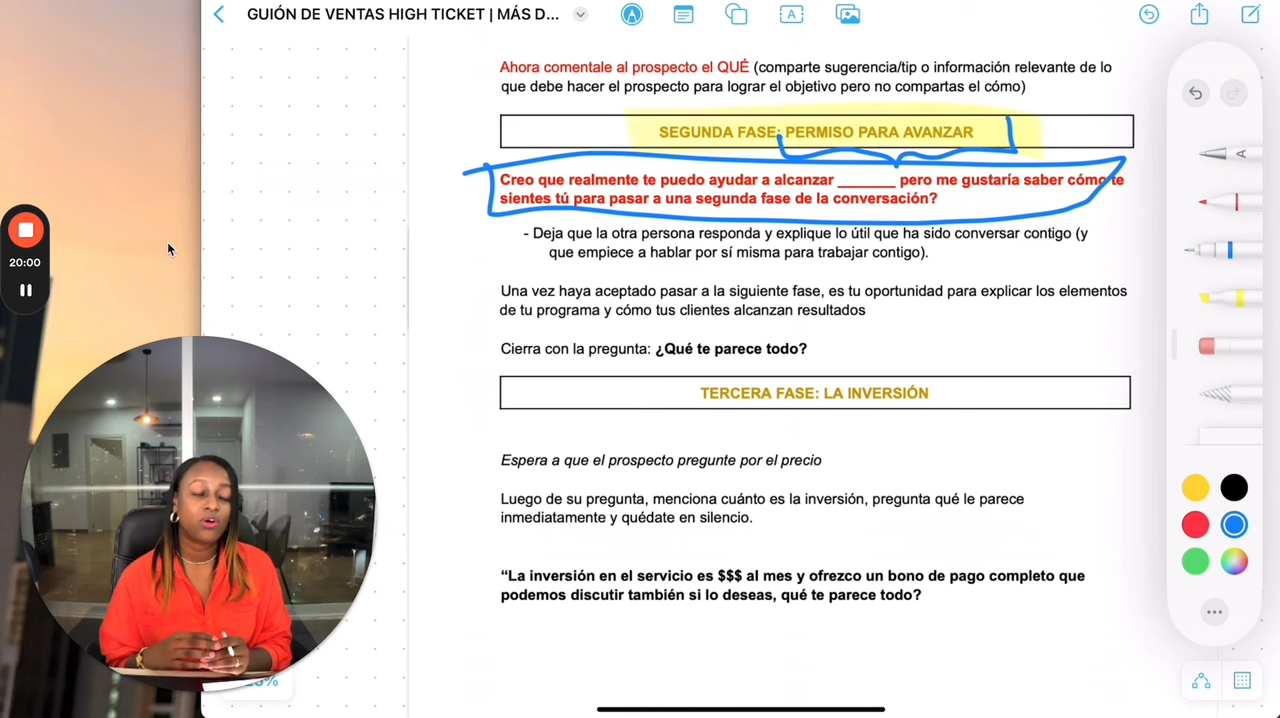 GUIÓN DE VENTAS HIGH TICKET | MÁS D...
A
Ahora comentale al prospecto el QUÉ (comparte sugerencia/tip o información relevante de lo
que debe hacer el prospecto para lograr el objetivo pero no compartas el cómo)
SEGUNDA FASE: PERMISO PARA AVANZAR
Creo que realmente te puedo ayudar a alcanzar _______ pero me gustaría saber cómo te
sientes tú para pasar a una segunda fase de la conversación?
- Deja que la otra persona responda y explique lo útil que ha sido conversar contigo (y
que empiece a hablar por sí misma para trabajar contigo).
20:00
Una vez haya aceptado pasar a la siguiente fase, es tu oportunidad para explicar los elementos
de tu programa y cómo tus clientes alcanzan resultados
Cierra con la pregunta: ¿Qué te parece todo?
TERCERA FASE: LA INVERSIÓN
Espera a que el prospecto pregunte por el precio
Luego de su pregunta, menciona cuánto es la inversión, pregunta qué le parece
inmediatamente y quédate en silencio.
“La inversión en el servicio es $$$ al mes y ofrezco un bono de pago completo que
podemos discutir también si lo deseas, qué te parece todo?